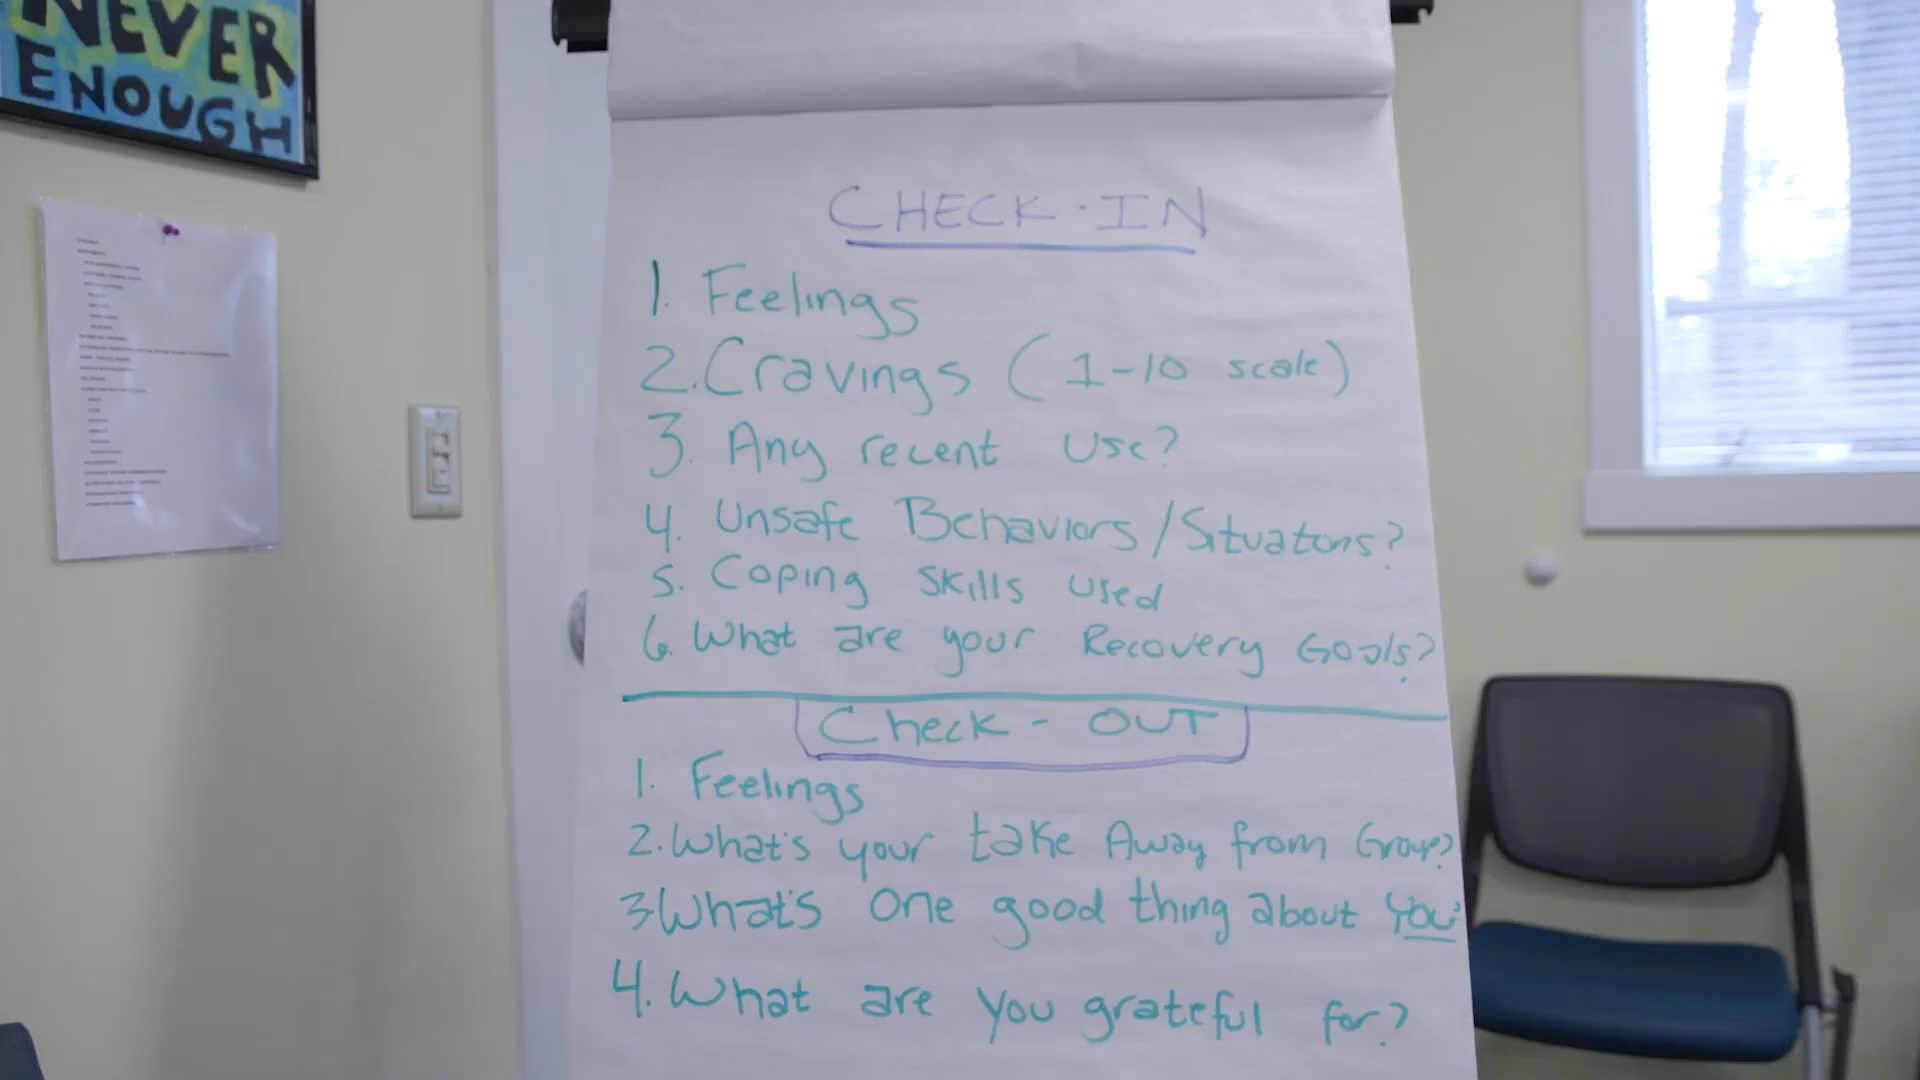 NEVER
ENOUGH
CHECK-IN
1. Feelings
2. Cravings (1-10 scale)
3. Any recent use?
4. Unsafe Behaviors/Situations?
5. Coping skills used
6. What are your Recovery Goals?
Check-OUT
1. Feelings
2. What's your take Away from Group?
3. What's one good thing about You?
4. What are you grateful for?